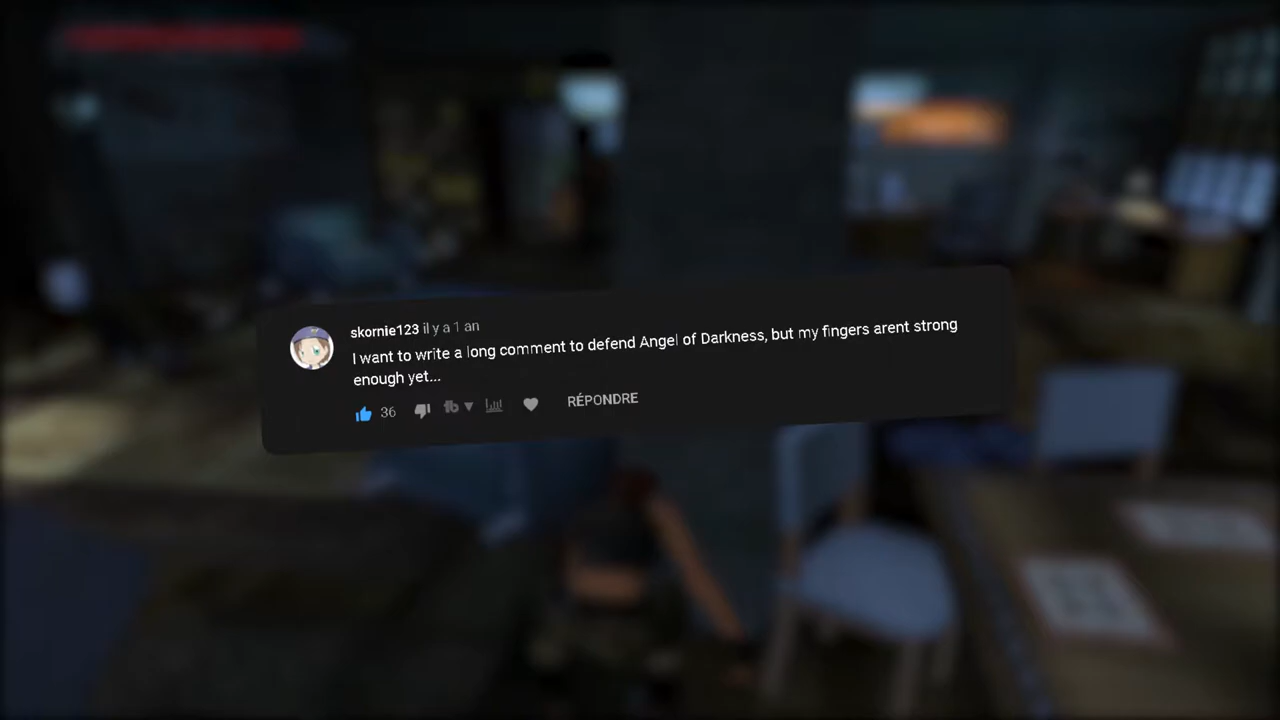 skornie123 il y a 1 an
I want to write a long comment to defend Angel of Darkness, but my fingers arent strong
enough yet...
36 RÉPONDRE